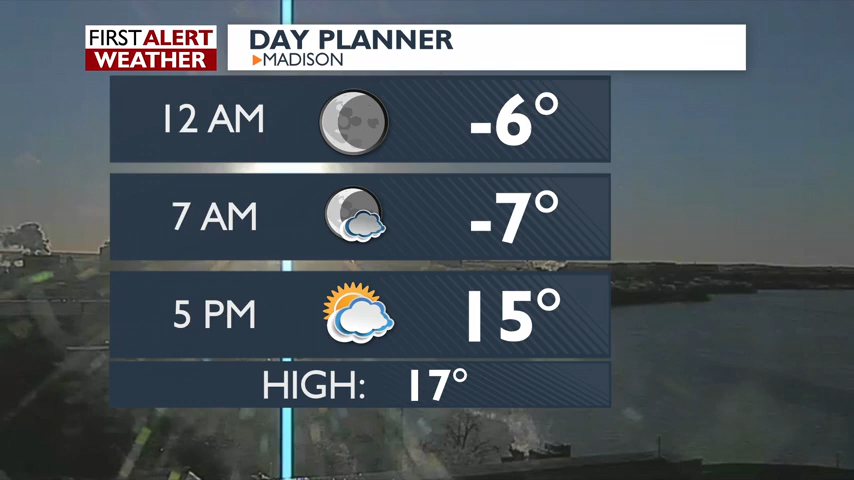 FIRST ALERT
WEATHER
DAY PLANNER
MADISON
12 AM -6°
7 AM -7°
5 PM 15°
HIGH: 17°